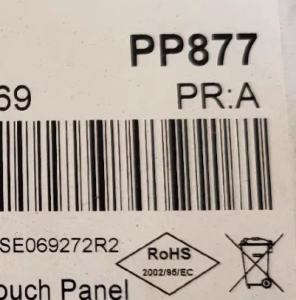 PP877
69
PR:A
SE069272R2
RoHS
2002/95/EC
ouch Panel